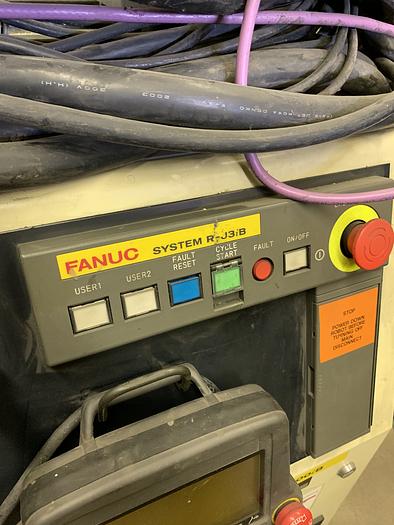 2003
FANUC SYSTEM R-J3iB
USER1
USER2
FAULT
RESET
CYCLE
START
FAULT
ON/OFF
STOP
POWER DOWN
ROBOT BEFORE
TURNING OFF
MAIN
DISCONNECT